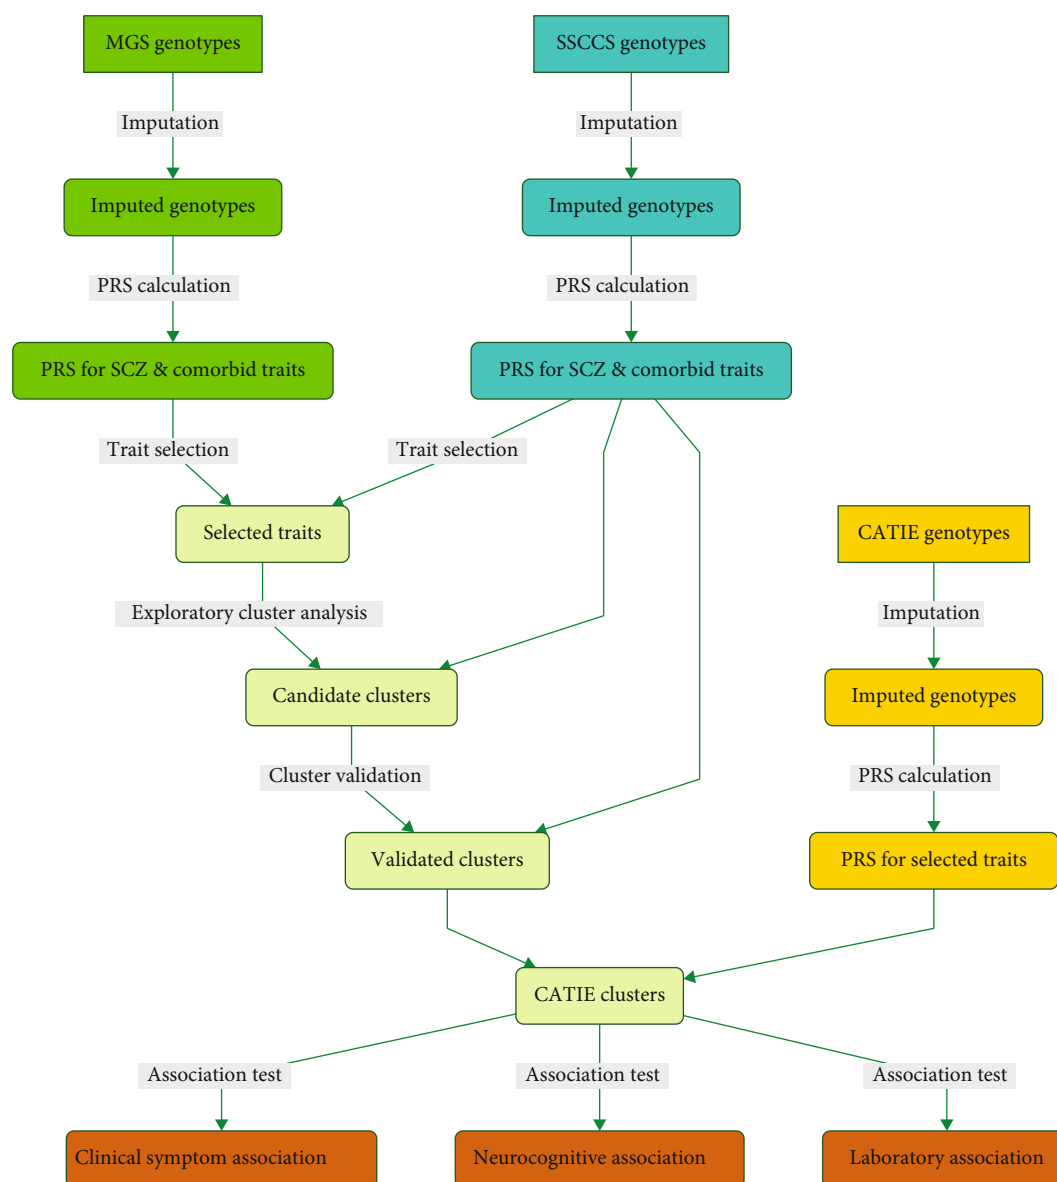 MGS genotypes
SSCCS genotypes
Imputation
Imputation
Imputed genotypes
Imputed genotypes
PRS calculation
PRS calculation
PRS for SCZ & comorbid traits
PRS for SCZ & comorbid traits
Trait selection
Trait selection
Selected traits
CATIE genotypes
Exploratory cluster analysis
Imputation
Candidate clusters
Imputed genotypes
Cluster validation
PRS calculation
Validated clusters
PRS for selected traits
CATIE clusters
Association test
Association test
Association test
Clinical symptom association
Neurocognitive association
Laboratory association